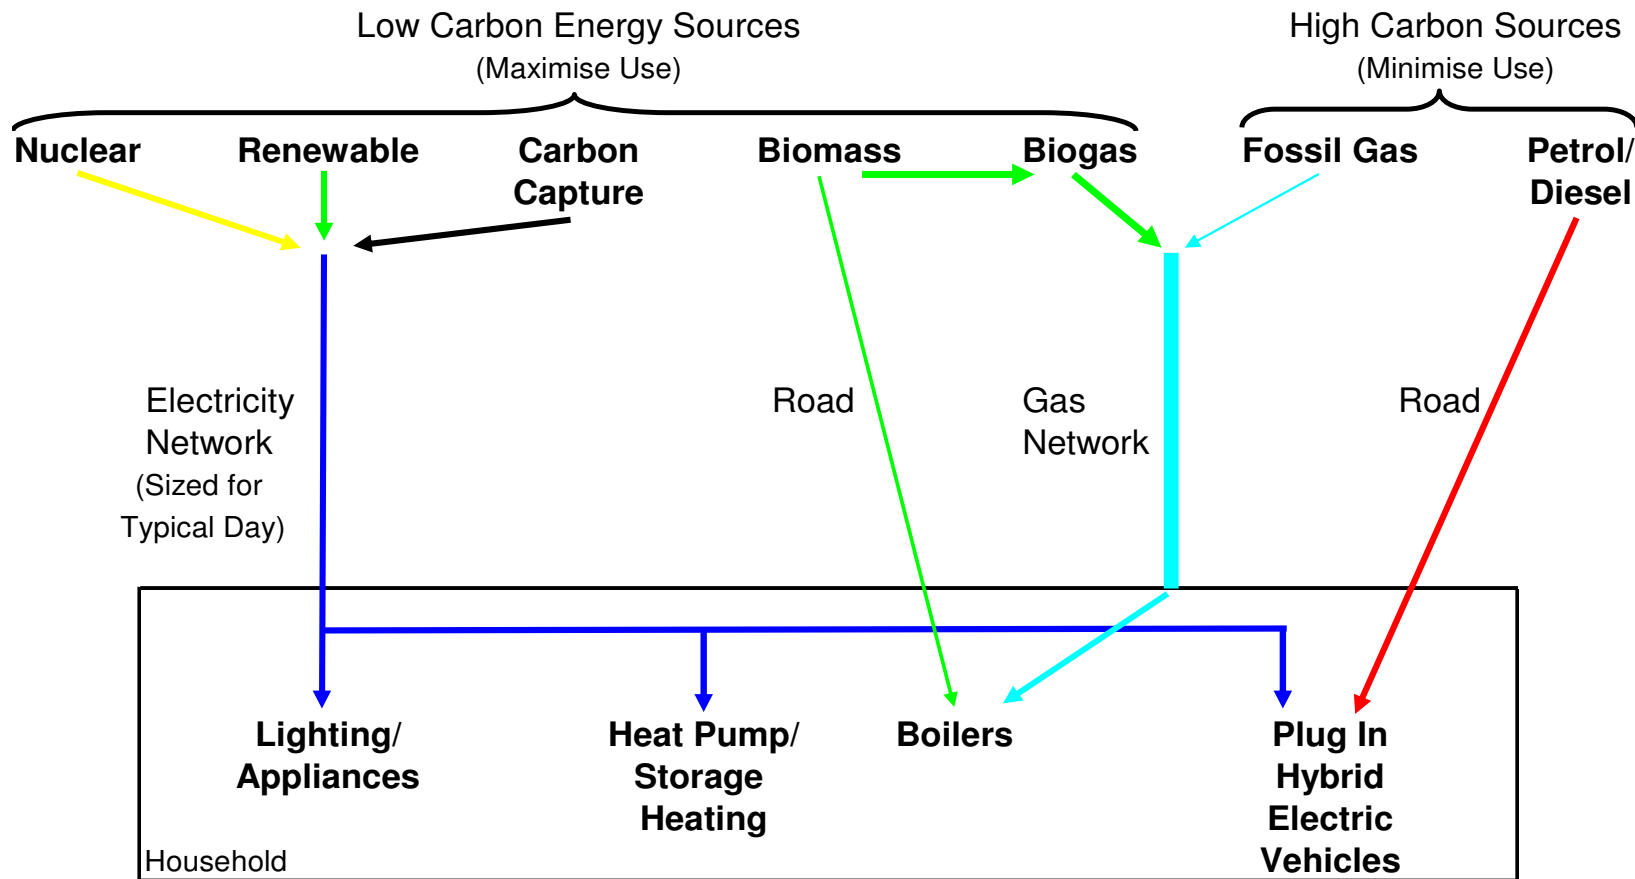 Low Carbon Energy Sources
(Maximise Use)
High Carbon Sources
(Minimise Use)
Nuclear
Renewable
Carbon
Capture
Biomass
Biogas
Fossil Gas
Petrol/
Diesel
Electricity
Network
(Sized for
Typical Day)
Road
Gas
Network
Road
Lighting/
Appliances
Heat Pump/
Storage
Heating
Boilers
Plug In
Hybrid
Electric
Vehicles
Household